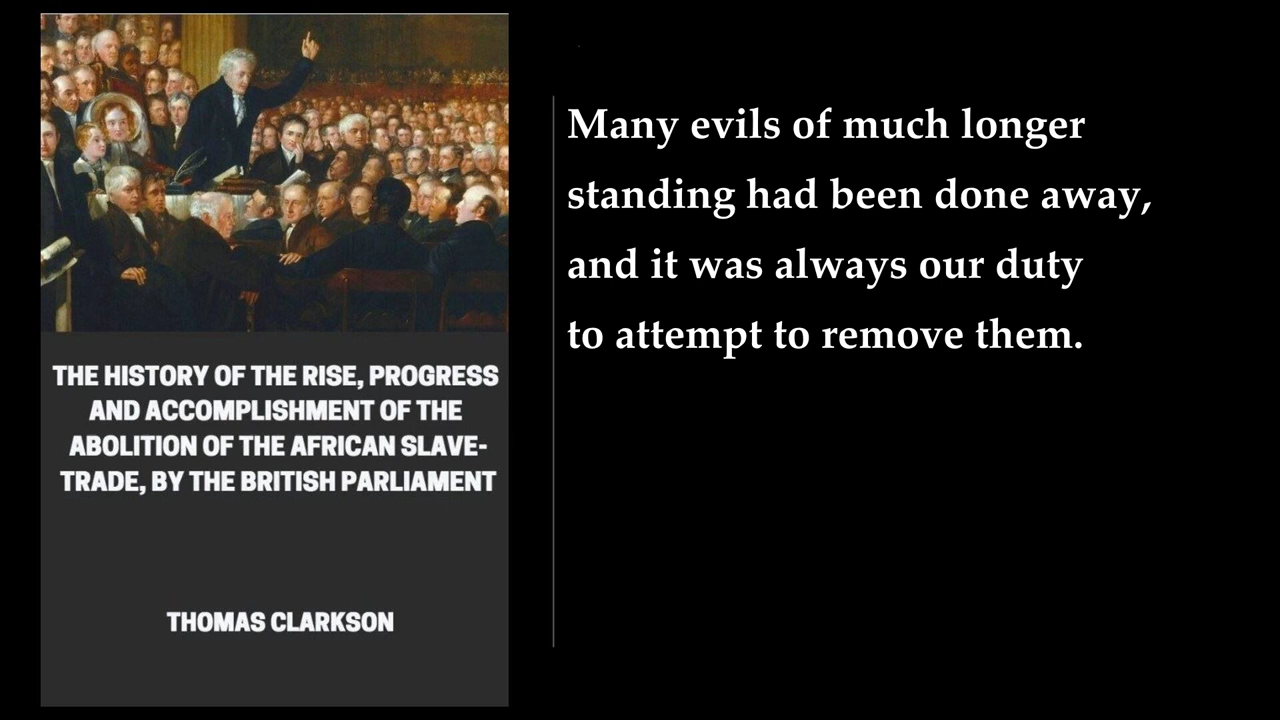 THE HISTORY OF THE RISE, PROGRESS
AND ACCOMPLISHMENT OF THE
ABOLITION OF THE AFRICAN SLAVE-
TRADE, BY THE BRITISH PARLIAMENT
THOMAS CLARKSON
Many evils of much longer
standing had been done away,
and it was always our duty
to attempt to remove them.